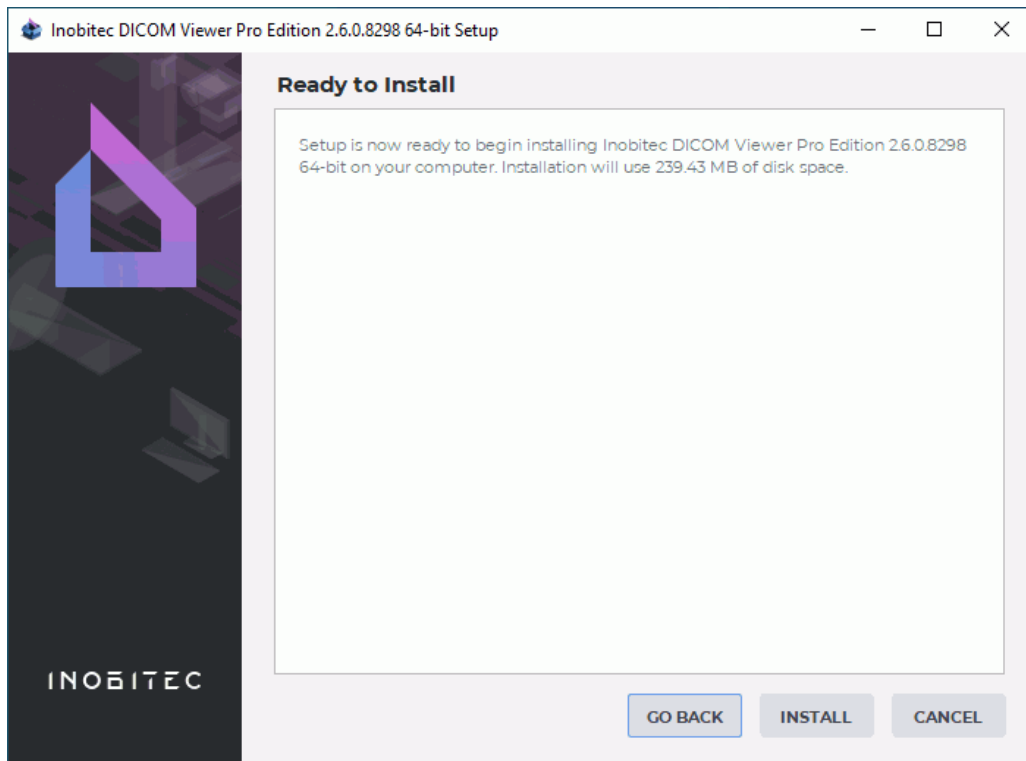 Inobitec DICOM Viewer Pro Edition 2.6.0.8298 64-bit Setup
Ready to Install
Setup is now ready to begin installing Inobitec DICOM Viewer Pro Edition 2.6.0.8298
64-bit on your computer. Installation will use 239.43 MB of disk space.
INOBITEC
GO BACK INSTALL CANCEL